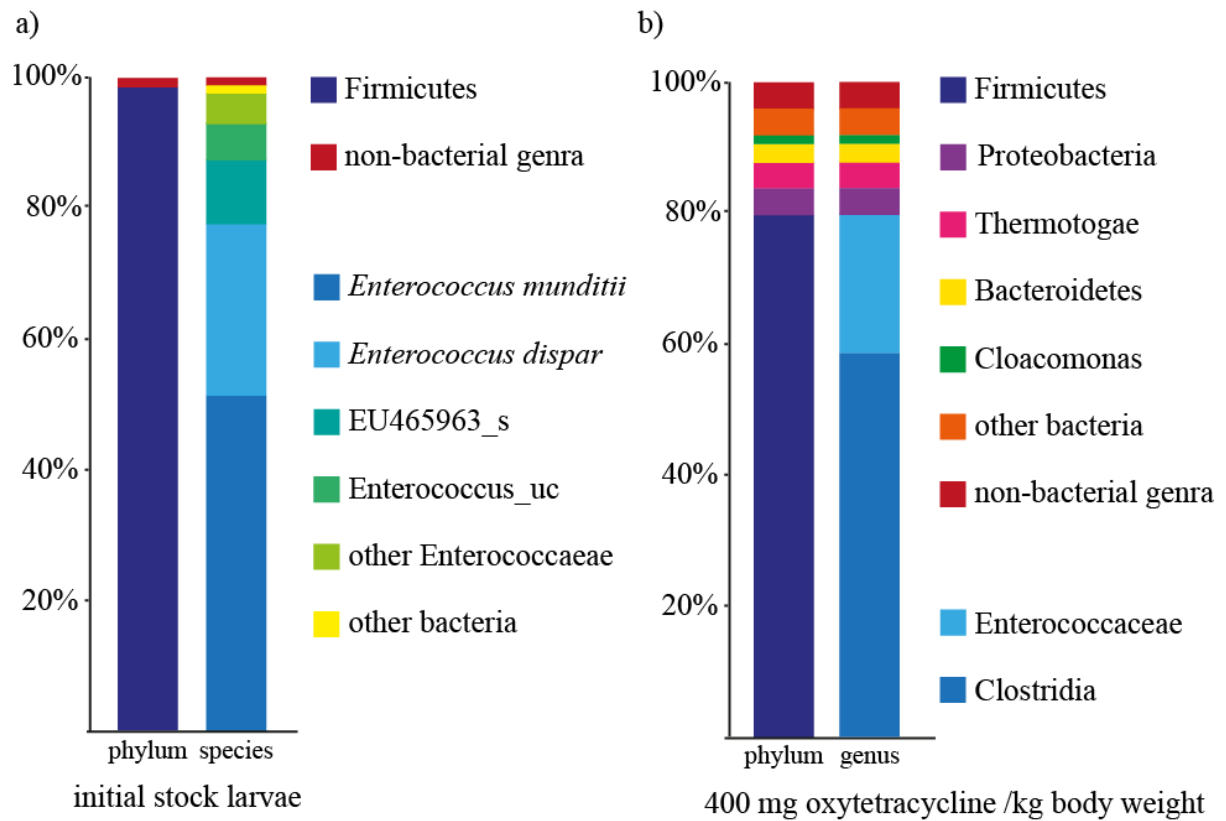 a)
100%
80%
60%
40%
20%
phylum species
initial stock larvae
Firmicutes
non-bacterial genra
Enterococcus munditii
Enterococcus dispar
EU465963_s
Enterococcus_uc
other Enterococcaeae
other bacteria
b)
100%
80%
60%
40%
20%
phylum genus
400 mg oxytetracycline /kg body weight
Firmicutes
Proteobacteria
Thermotogae
Bacteroidetes
Cloacomonas
other bacteria
non-bacterial genra
Enterococcaceae
Clostridia